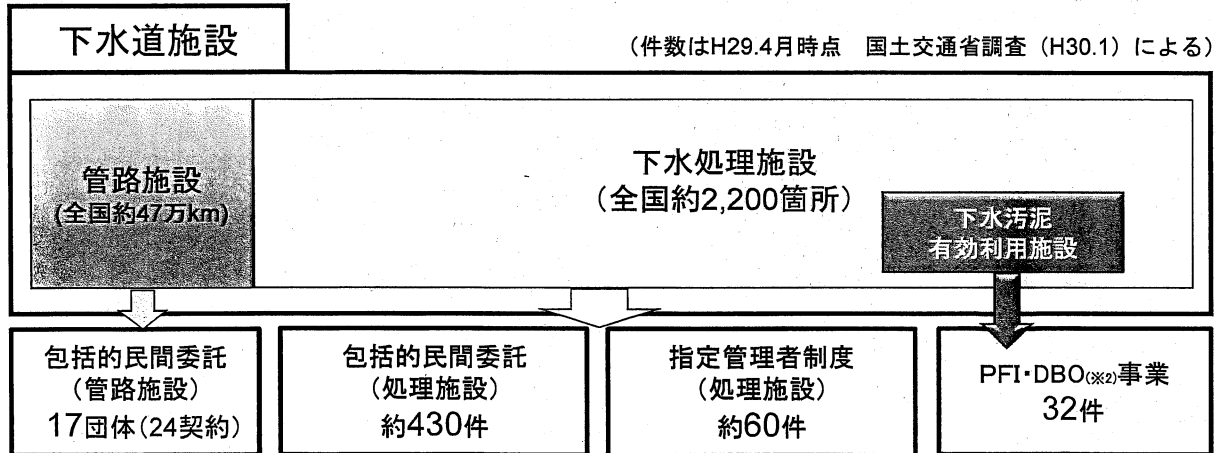 下水道施設
（件数はH29.4月時点　国土交通省調査（H30.1）による）
管路施設
(全国約47万km)
下水処理施設
（全国約2,200箇所）
下水汚泥
有効利用施設
包括的民間委託
（管路施設）
17団体（24契約）
包括的民間委託
（処理施設）
約430件
指定管理者制度
（処理施設）
約60件
PFI・DBO(※2)事業
32件